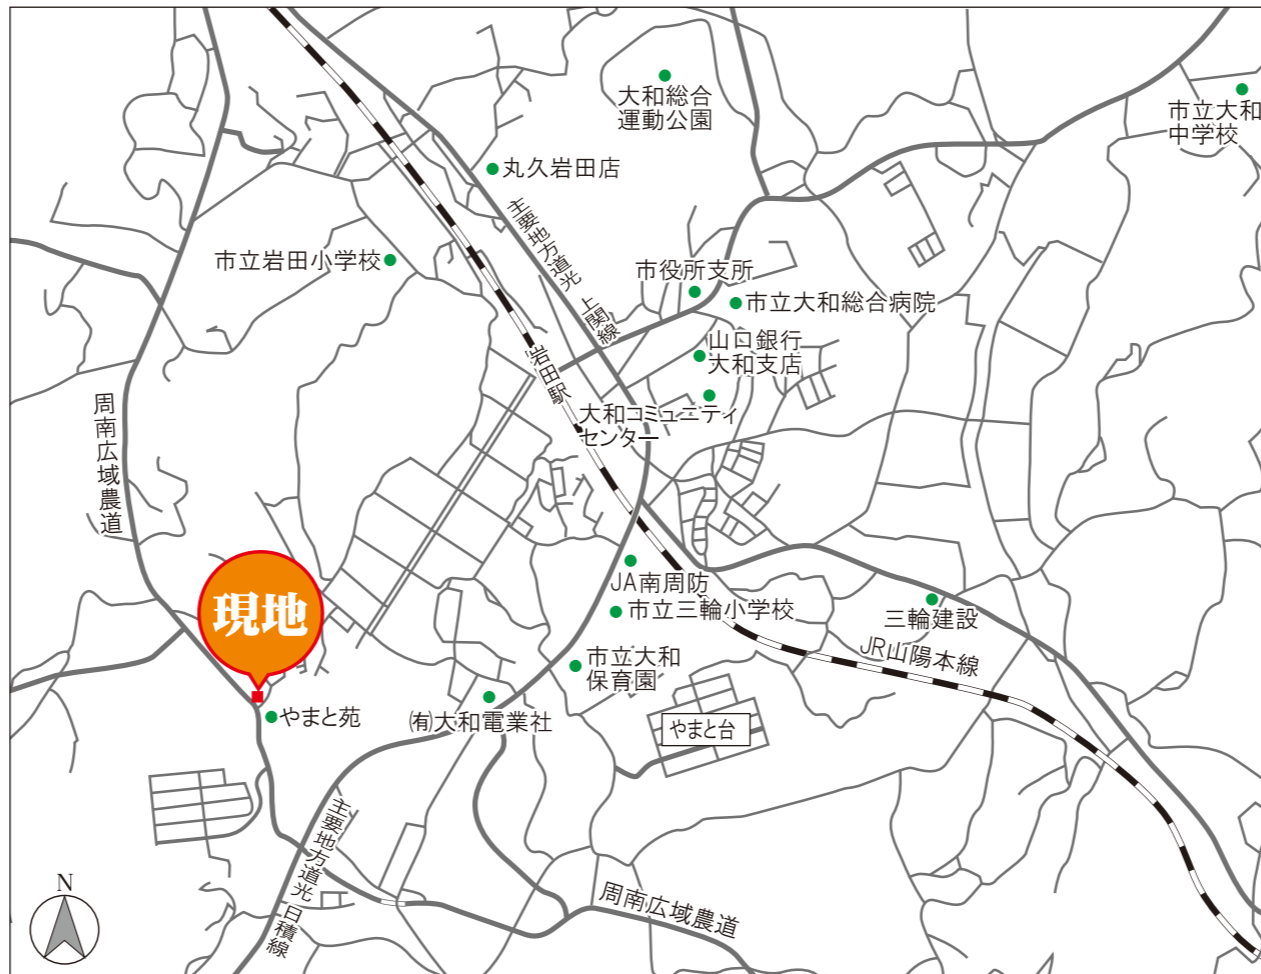 大和総合
運動公園
市立大和
中学校
丸久岩田店
主要地方道光上関線
市立岩田小学校
市役所支所
市立大和総合病院
山口銀行
大和支店
岩田駅
大和コミュニティ
センター
周南広域農道
現地
JA南周防
市立三輪小学校
三輪建設
JR山陽本線
市立大和
保育園
やまと苑
㈲大和電業社
やまと台
主要地方道光日積線
周南広域農道
N